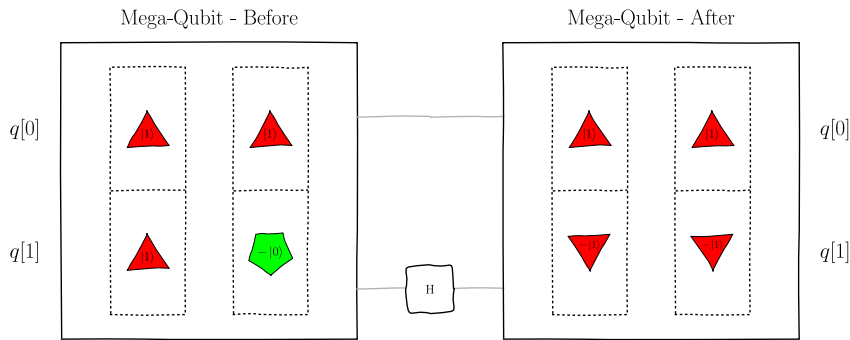 Mega-Qubit - Before
Mega-Qubit - After
q[0]
|1⟩
|1⟩
|1⟩
|1⟩
q[0]
q[1]
|1⟩
−|0⟩
H
−|1⟩
−|1⟩
q[1]